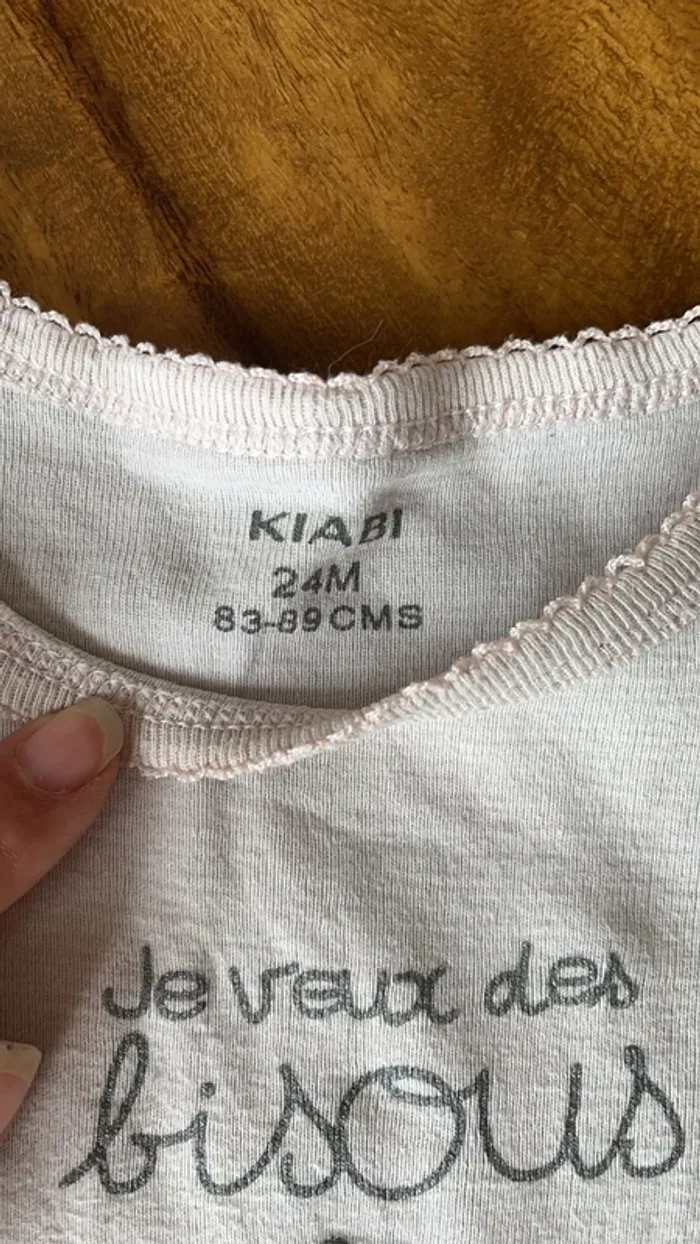 KIABI
24M
83-89CMS
Je veux des
bisous